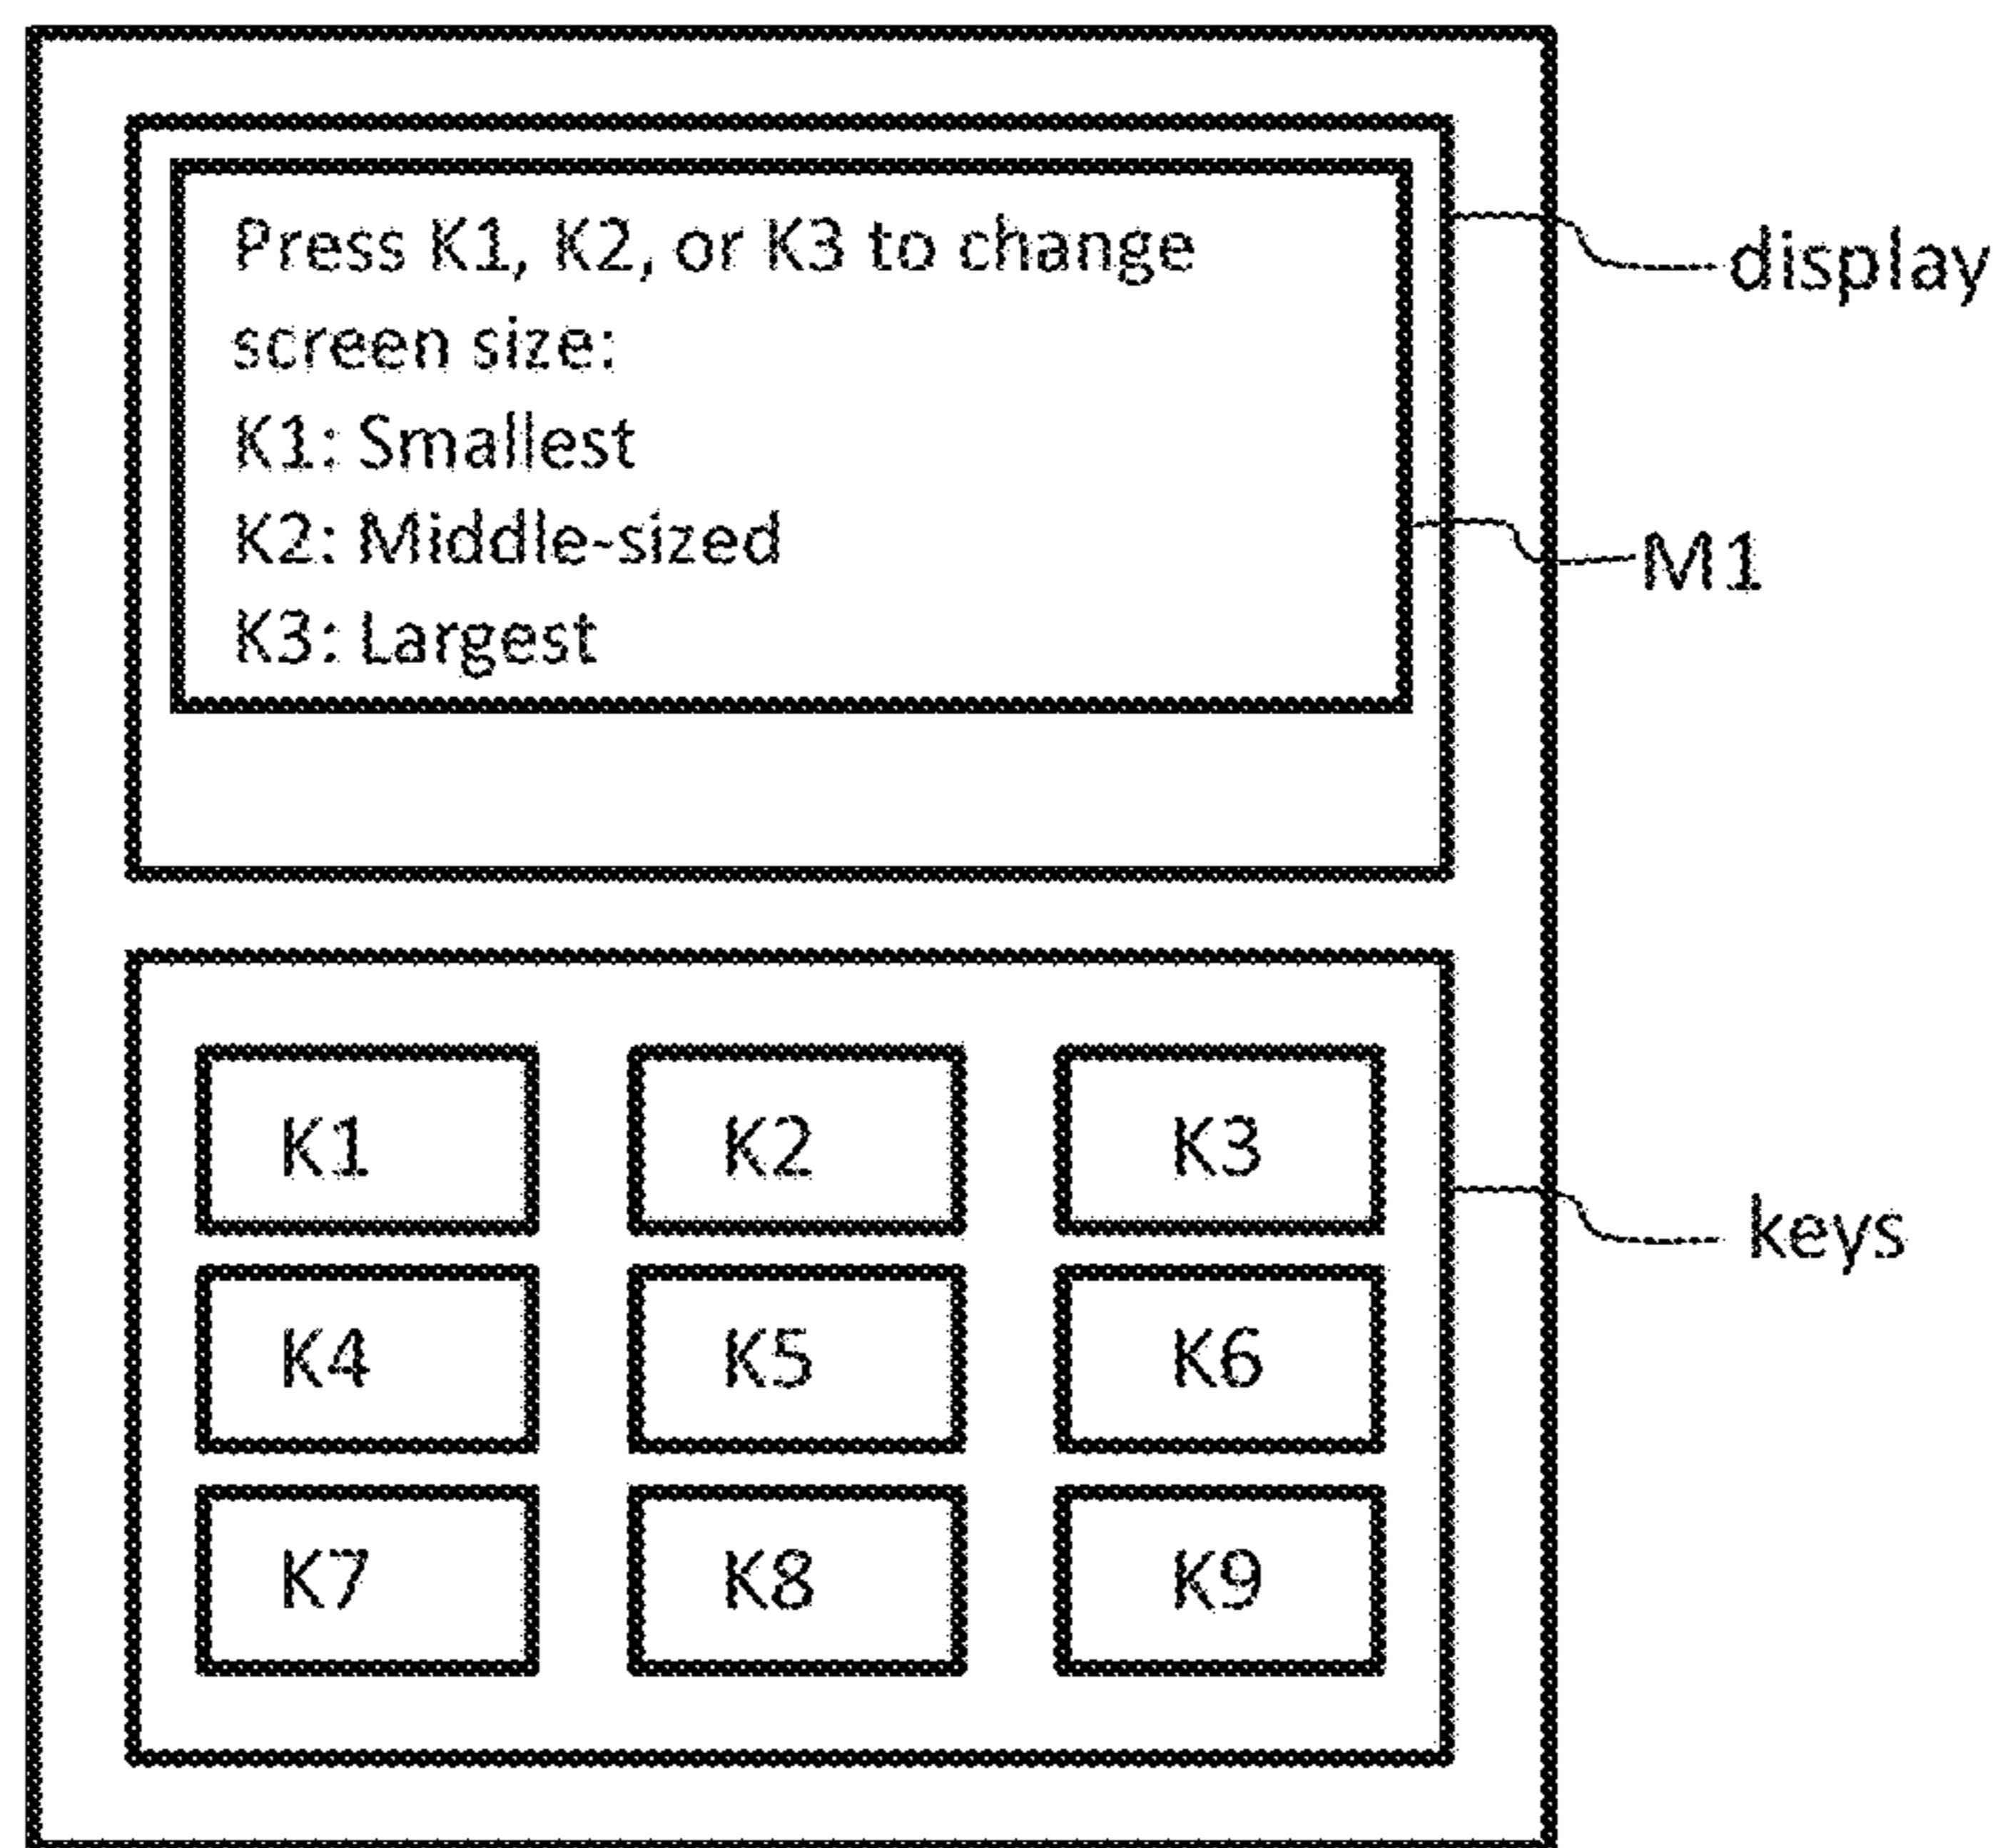 Press K1, K2, or K3 to change
screen size:
K1: Smallest
K2: Middle-sized
K3: Largest
display
M1
K1 K2 K3
keys
K4 K5 K6
K7 K8 K9